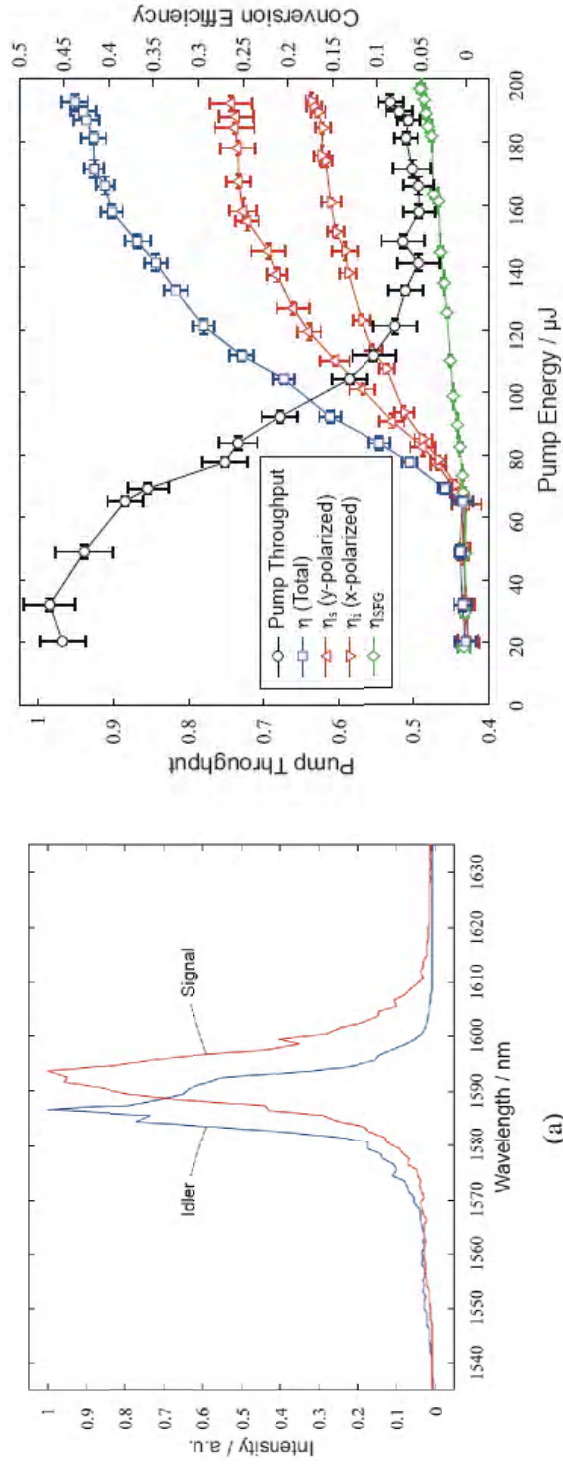 Intensity / a.u.
1
0.9
0.8
0.7
0.6
0.5
0.4
0.3
0.2
0.1
0
Idler
Signal
1540 1550 1560 1570 1580 1590 1600 1610 1620 1630
Wavelength / nm
(a)
Pump Throughput
1
0.9
0.8
0.7
0.6
0.5
0.4
Conversion Efficiency
0.5
0.45
0.4
0.35
0.3
0.25
0.2
0.15
0.1
0.05
0
Pump Throughput
η (Total)
ηs (y-polarized)
ηi (x-polarized)
ηSFG
0 20 40 60 80 100 120 140 160 180 200
Pump Energy / µJ